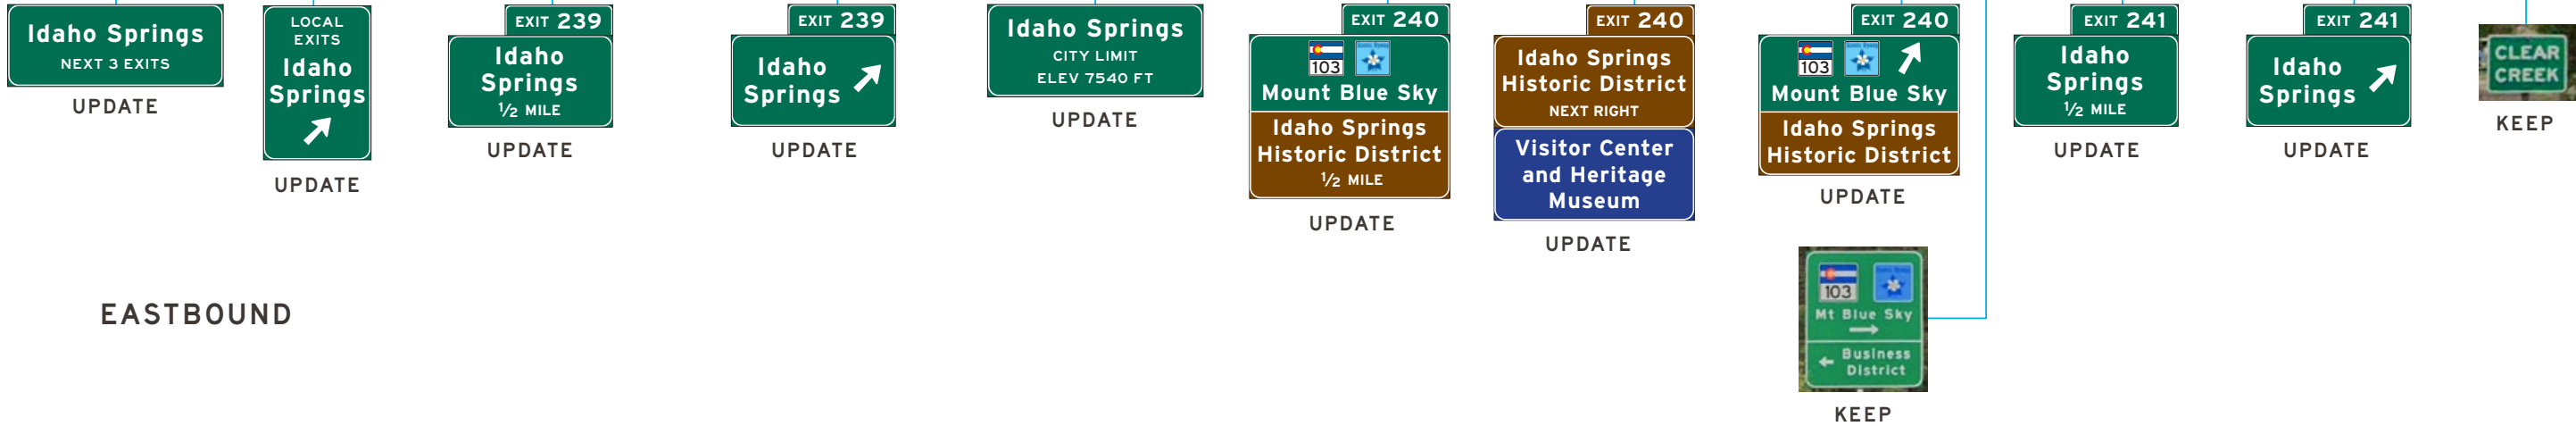 Idaho Springs
NEXT 3 EXITS
UPDATE
LOCAL
EXITS
Idaho
Springs
UPDATE
EXIT 239
Idaho
Springs
1/2 MILE
UPDATE
EXIT 239
Idaho
Springs
UPDATE
Idaho Springs
CITY LIMIT
ELEV 7540 FT
UPDATE
EXIT 240
103
Mount Blue Sky
Idaho Springs
Historic District
1/2 MILE
UPDATE
EXIT 240
Idaho Springs
Historic District
NEXT RIGHT
Visitor Center
and Heritage
Museum
UPDATE
EXIT 240
103
Mount Blue Sky
Idaho Springs
Historic District
UPDATE
103
Mt Blue Sky
Business
District
KEEP
EXIT 241
Idaho
Springs
1/2 MILE
UPDATE
EXIT 241
Idaho
Springs
UPDATE
CLEAR
CREEK
KEEP
EASTBOUND